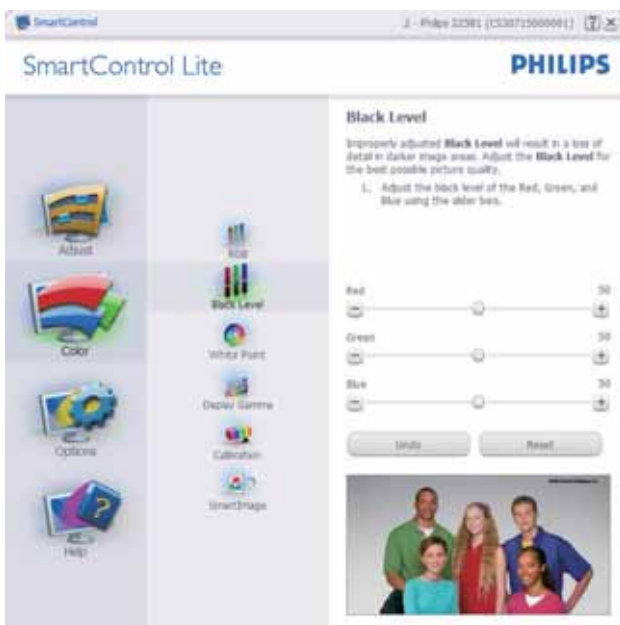 SmartControl
SmartControl Lite
PHILIPS
Adjust
Color
Options
Help
RGB
Black Level
White Point
Display Gamma
Calibration
SmartImage
Black Level
Improperly adjusted Black Level will result in a loss of
detail in darker image areas. Adjust the Black Level for
the best possible picture quality.
1. Adjust the black level of the Red, Green, and
Blue using the slider bars.
Red 50
Green 50
Blue 50
Undo Reset